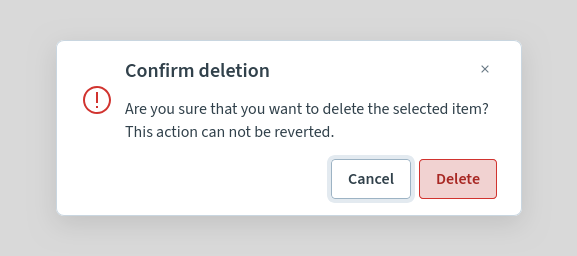 Confirm deletion
Are you sure that you want to delete the selected item?
This action can not be reverted.
Cancel Delete